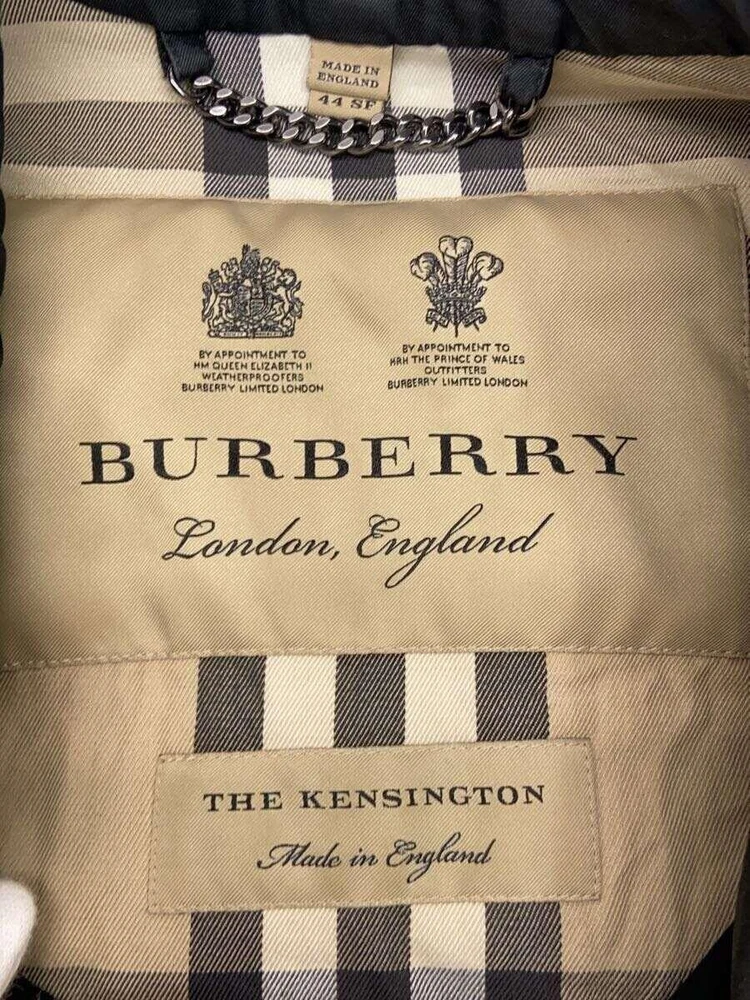 MADE IN
ENGLAND
44 SF
BY APPOINTMENT TO
HM QUEEN ELIZABETH II
WEATHERPROOFERS
BURBERRY LIMITED LONDON
BY APPOINTMENT TO
HRH THE PRINCE OF WALES
OUTFITTERS
BURBERRY LIMITED LONDON
BURBERRY
London, England
THE KENSINGTON
Made in England